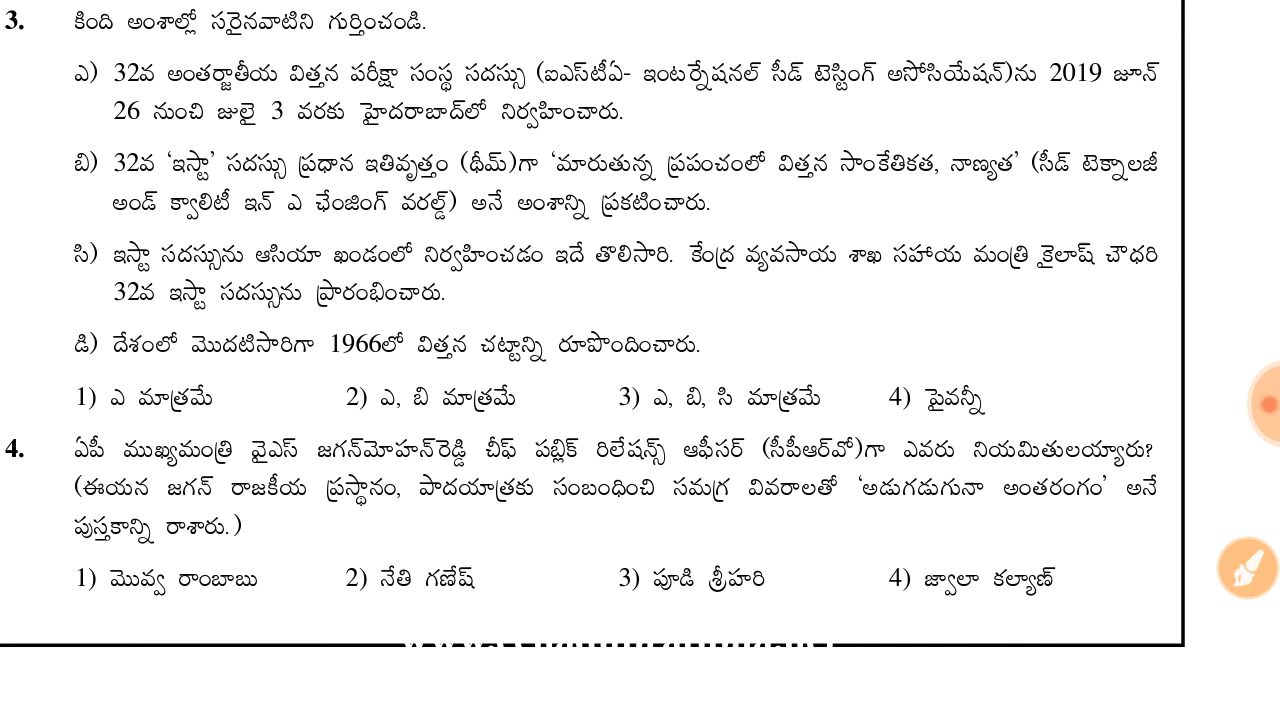 3. కింది అంశాల్లో సరైనవాటిని గుర్తించండి.
ఎ) 32వ అంతర్జాతీయ విత్తన పరీక్షా సంస్థ సదస్సు (ఐఎస్‌టీఏ- ఇంటర్నేషనల్ సీడ్ టెస్టింగ్ అసోసియేషన్)ను 2019 జూన్
26 నుంచి జులై 3 వరకు హైదరాబాద్‌లో నిర్వహించారు.
బి) 32వ ‘ఇస్టా’ సదస్సు ప్రధాన ఇతివృత్తం (థీమ్)గా ‘మారుతున్న ప్రపంచంలో విత్తన సాంకేతికత, నాణ్యత’ (సీడ్ టెక్నాలజీ
అండ్ క్వాలిటీ ఇన్ ఎ ఛేంజింగ్ వరల్డ్) అనే అంశాన్ని ప్రకటించారు.
సి) ఇస్టా సదస్సును ఆసియా ఖండంలో నిర్వహించడం ఇదే తొలిసారి. కేంద్ర వ్యవసాయ శాఖ సహాయ మంత్రి కైలాష్ చౌధరి
32వ ఇస్టా సదస్సును ప్రారంభించారు.
డి) దేశంలో మొదటిసారిగా 1966లో విత్తన చట్టాన్ని రూపొందించారు.
1) ఎ మాత్రమే 2) ఎ, బి మాత్రమే 3) ఎ, బి, సి మాత్రమే 4) పైవన్నీ
4. ఏపీ ముఖ్యమంత్రి వైఎస్ జగన్‌మోహన్‌రెడ్డి చీఫ్ పబ్లిక్ రిలేషన్స్ ఆఫీసర్ (సీపీఆర్‌వో)గా ఎవరు నియమితులయ్యారు?
(ఈయన జగన్ రాజకీయ ప్రస్థానం, పాదయాత్రకు సంబంధించి సమగ్ర వివరాలతో ‘అడుగడుగునా అంతరంగం’ అనే
పుస్తకాన్ని రాశారు.)
1) మొవ్వ రాంబాబు 2) నేతి గణేష్ 3) పూడి శ్రీహరి 4) జ్వాలా కల్యాణ్